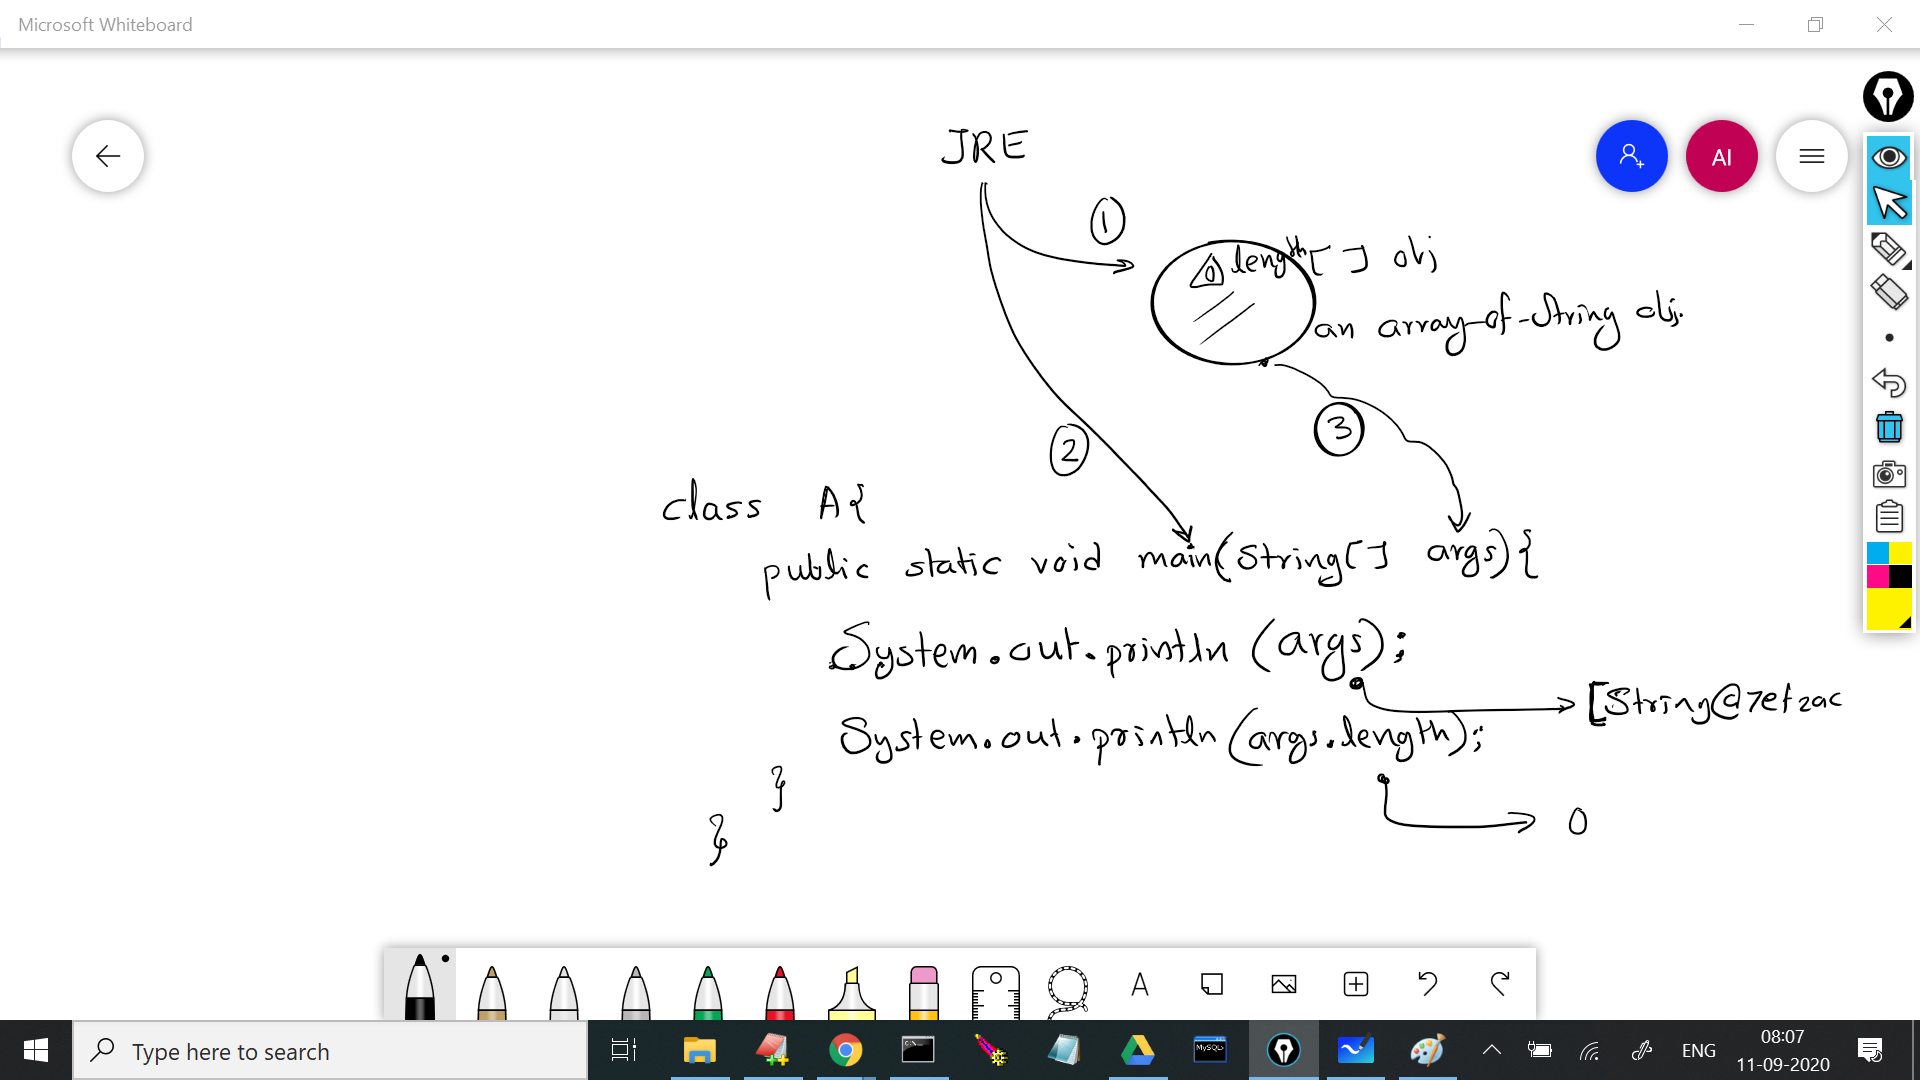 Microsoft Whiteboard
JRE
1
AI
0 length [ ] obj
an array-of-String obj.
3
2
class A{
public static void main(String[] args){
System.out.println (args);
[String@7ef2ac
System.out.println (args.length);
}
0
}
A
Type here to search
C:\
MySQL
ENG
08:07
11-09-2020